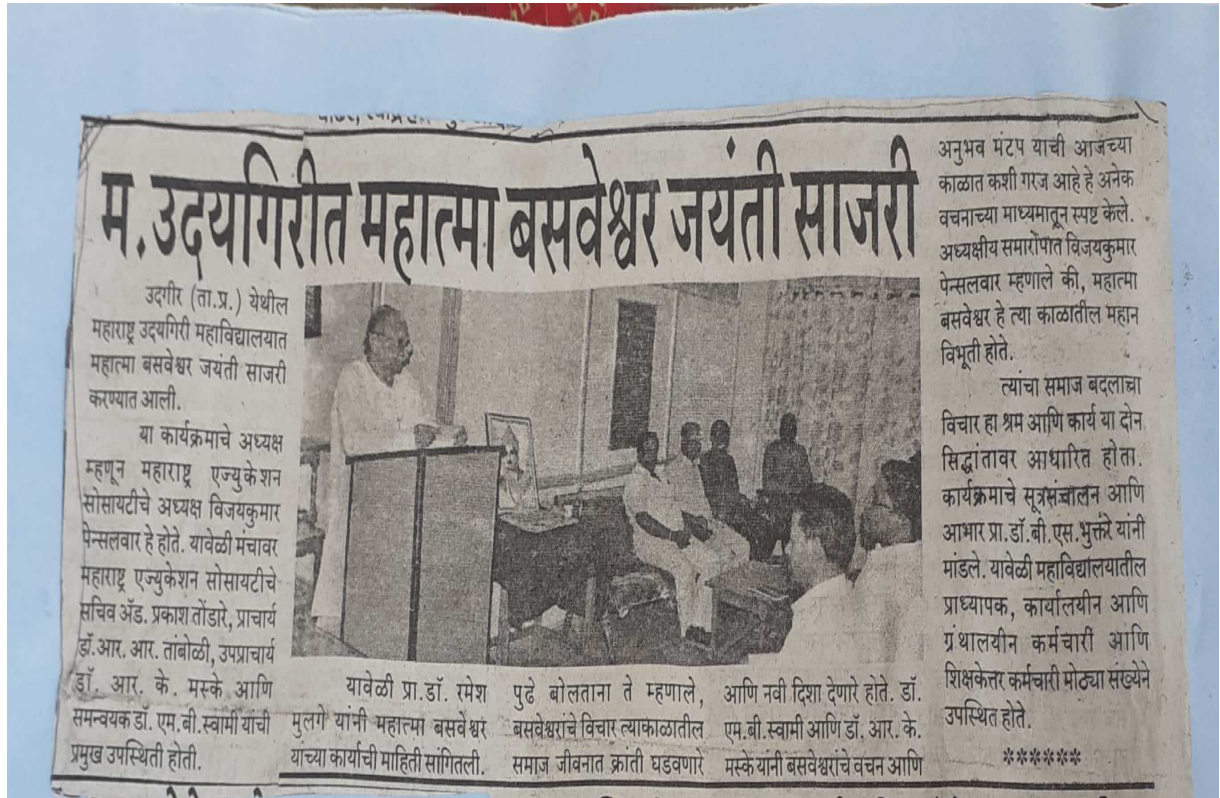 म.उदयगिरीत महात्मा बसवेश्वर जयंती साजरी
उदगीर (ता.प्र.) येथील
महाराष्ट्र उदयगिरी महाविद्यालयात
महात्मा बसवेश्वर जयंती साजरी
करण्यात आली.
या कार्यक्रमाचे अध्यक्ष
म्हणून महाराष्ट्र एज्युकेशन
सोसायटीचे अध्यक्ष विजयकुमार
पेन्सलवार हे होते. यावेळी मंचावर
महाराष्ट्र एज्युकेशन सोसायटीचे
सचिव ॲड. प्रकाश तोंडारे, प्राचार्य
डॉ.आर. आर. तांबोळी, उपप्राचार्य
डॉ. आर. के. मस्के आणि
समन्वयक डॉ. एम.बी.स्वामी यांची
प्रमुख उपस्थिती होती.
यावेळी प्रा.डॉ. रमेश
मुलगे यांनी महात्मा बसवेश्वर
याच्या कार्याची माहिती सांगितली.
पुढे बोलताना ते म्हणाले,
बसवेश्वरांचे विचार त्याकाळातील
समाज जीवनात क्रांती घडवणारे
आणि नवी दिशा देणारे होते. डॉ.
एम.बी.स्वामी आणि डॉ. आर. के.
मस्के यांनी बसवेश्वरांचे वचन आणि
अनुभव मंटप याची आजच्या
काळात कशी गरज आहे हे अनेक
वचनाच्या माध्यमातून स्पष्ट केले.
अध्यक्षीय समारोपात विजयकुमार
पेन्सलवार म्हणाले की, महात्मा
बसवेश्वर हे त्या काळातील महान
विभूती होते.
त्यांचा समाज बदलाचा
विचार हा श्रम आणि कार्य या दोन
सिद्धांतावर आधारित होता.
कार्यक्रमाचे सूत्रसंचालन आणि
आभार प्रा.डॉ.बी.एस.भुक्तरे यांनी
मांडले. यावेळी महाविद्यालयातील
प्राध्यापक, कार्यालयीन आणि
ग्रंथालयीन कर्मचारी आणि
शिक्षकेत्तर कर्मचारी मोठ्या संख्येने
उपस्थित होते.
******